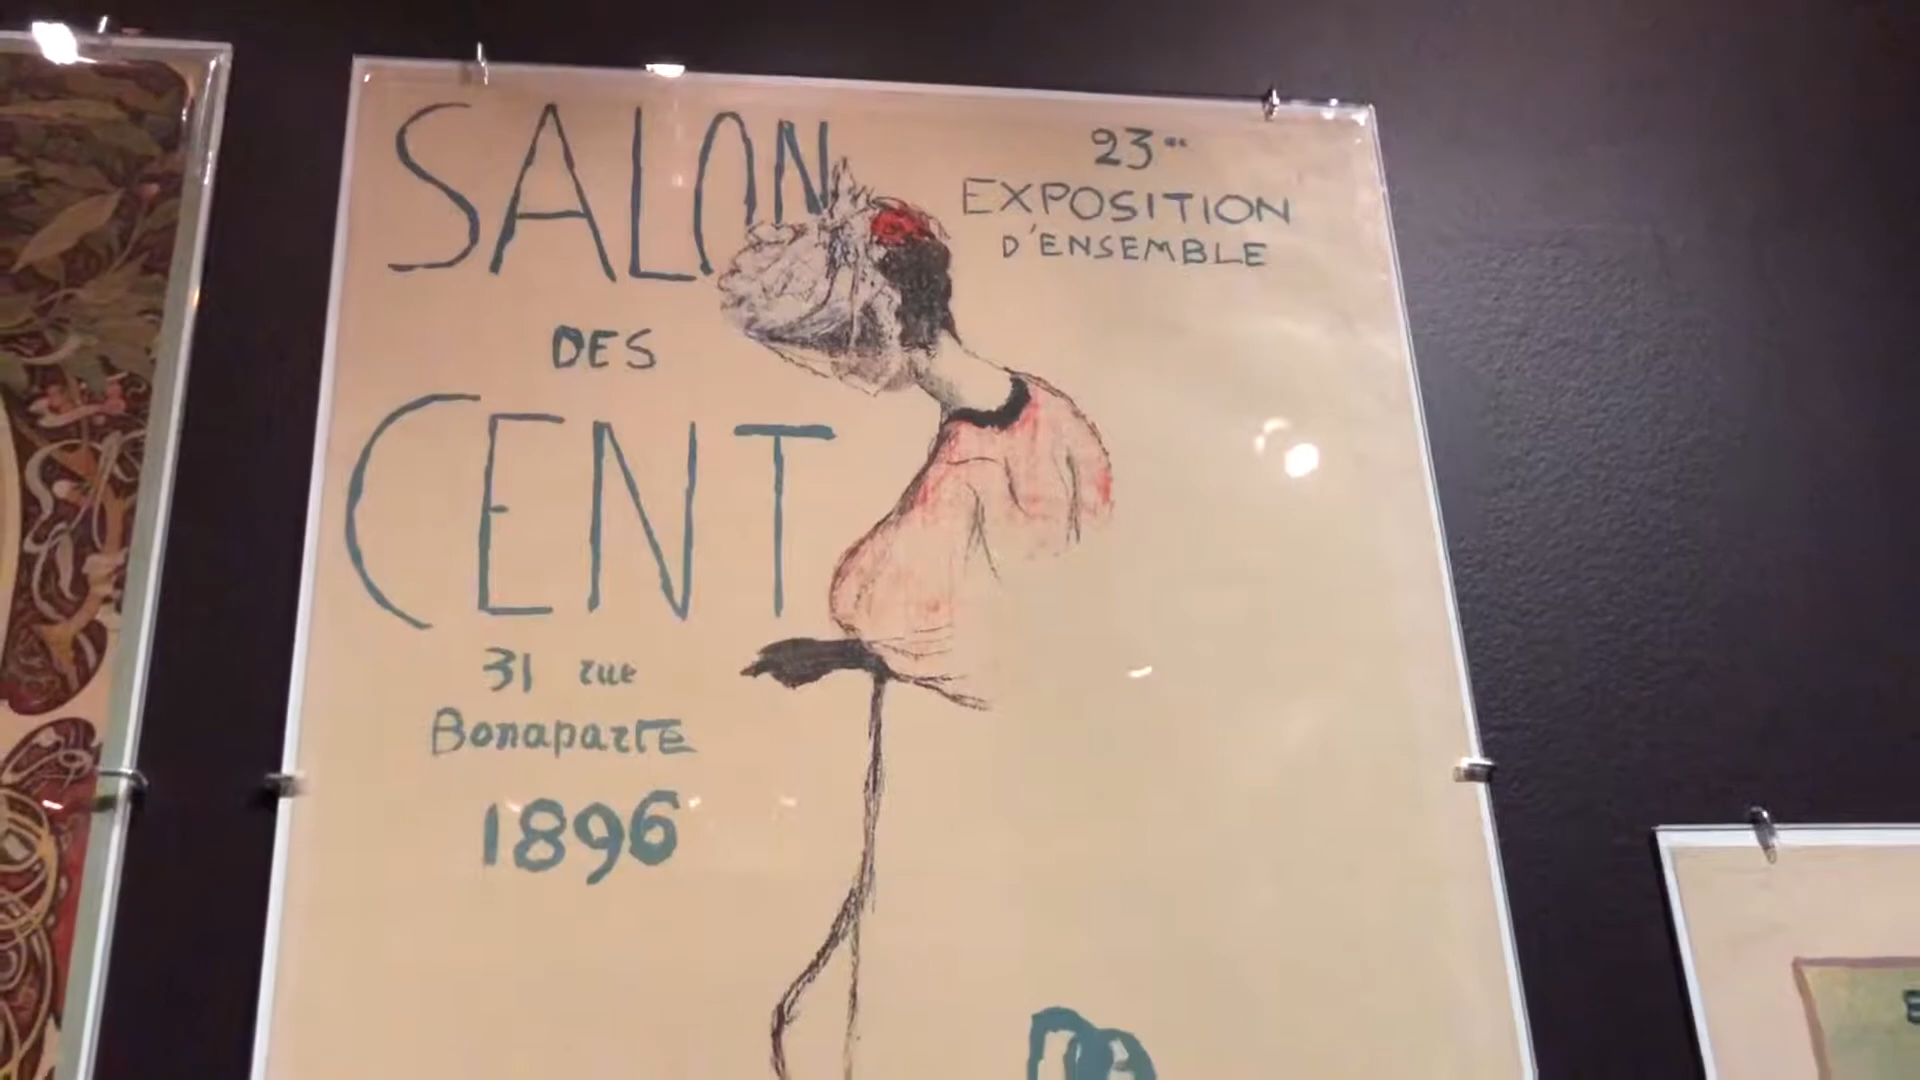 SALON
DES
CENT
31 rue
Bonaparte
1896
23me
EXPOSITION
D'ENSEMBLE